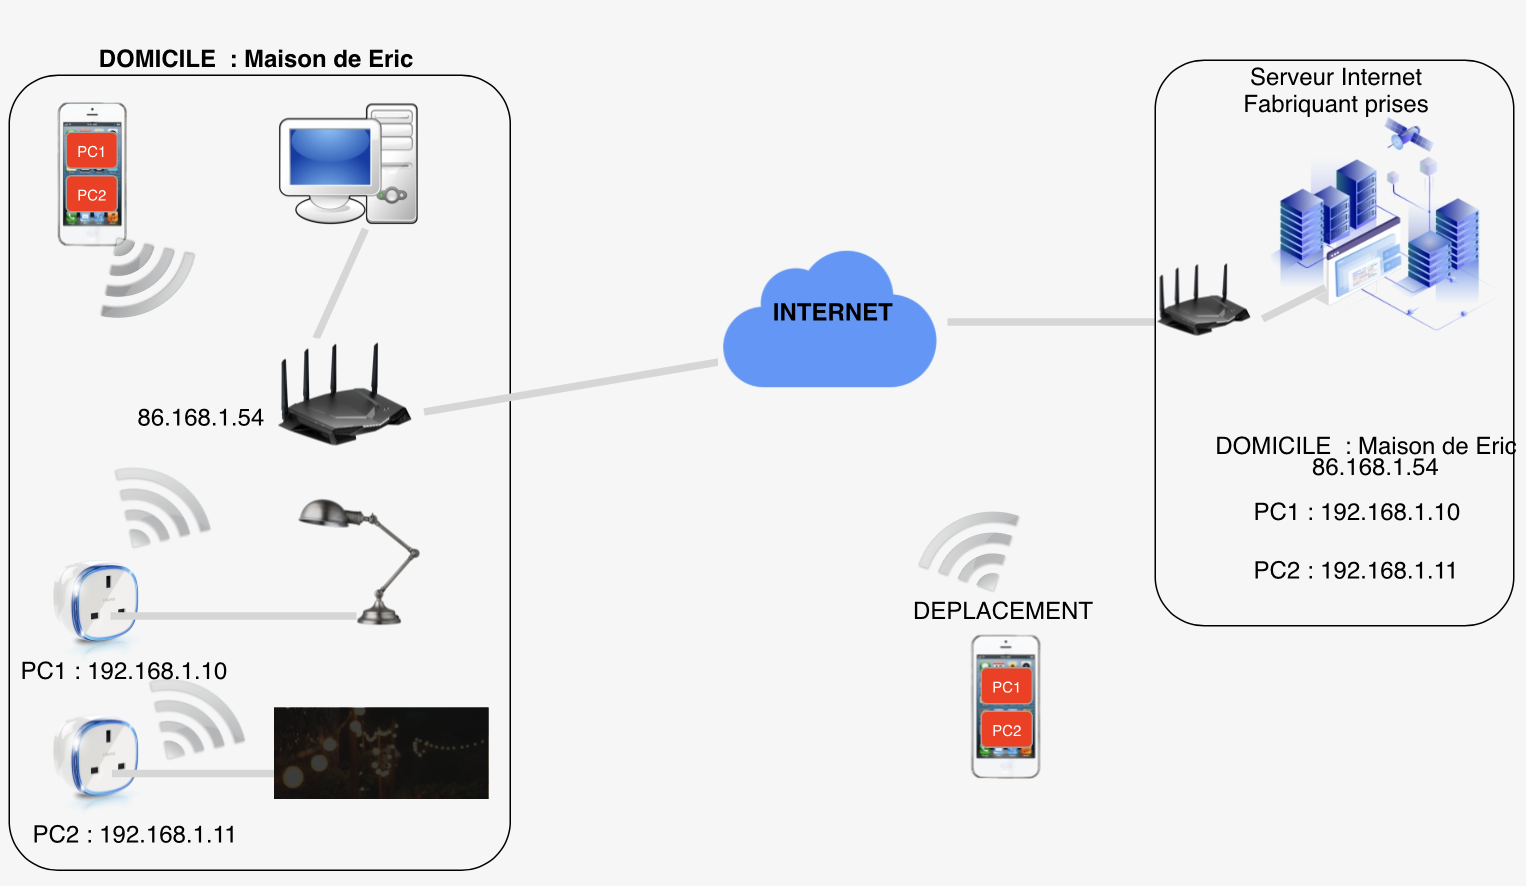 DOMICILE  : Maison de Eric
PC1
PC2
86.168.1.54
PC1 : 192.168.1.10
PC2 : 192.168.1.11
INTERNET
DEPLACEMENT
PC1
PC2
Serveur Internet
Fabriquant prises
DOMICILE  : Maison de Eric
86.168.1.54
PC1 : 192.168.1.10
PC2 : 192.168.1.11